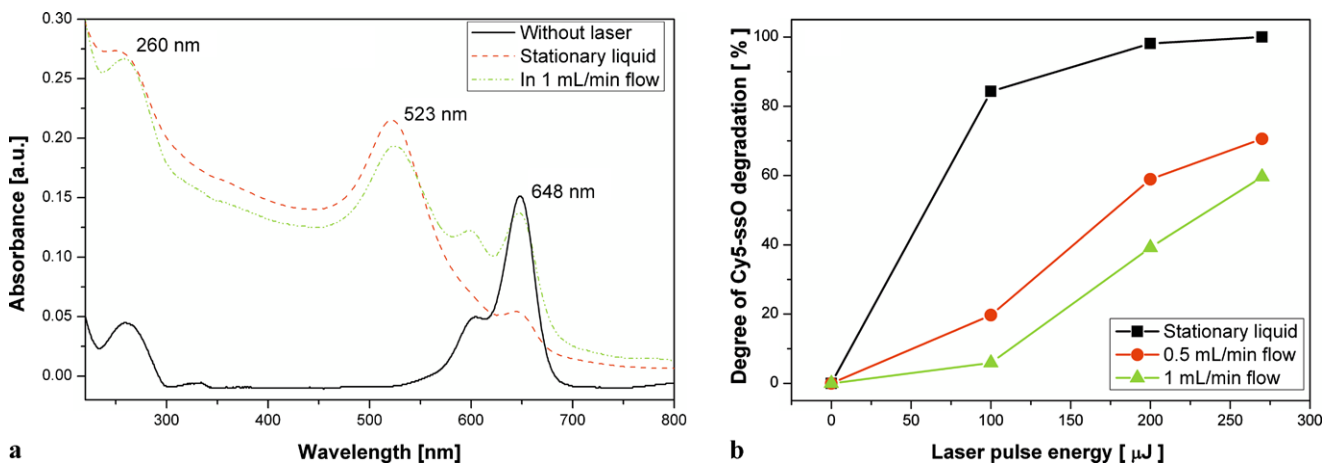 0.30
0.25
0.20
0.15
0.10
0.05
0.00
Absorbance [a.u.]
260 nm
523 nm
648 nm
Without laser
Stationary liquid
In 1 mL/min flow
300
400
500
600
700
800
Wavelength [nm]
a
100
80
60
40
20
0
Degree of Cy5-ssO degradation [ % ]
Stationary liquid
0.5 mL/min flow
1 mL/min flow
0
50
100
150
200
250
300
Laser pulse energy [ μJ ]
b